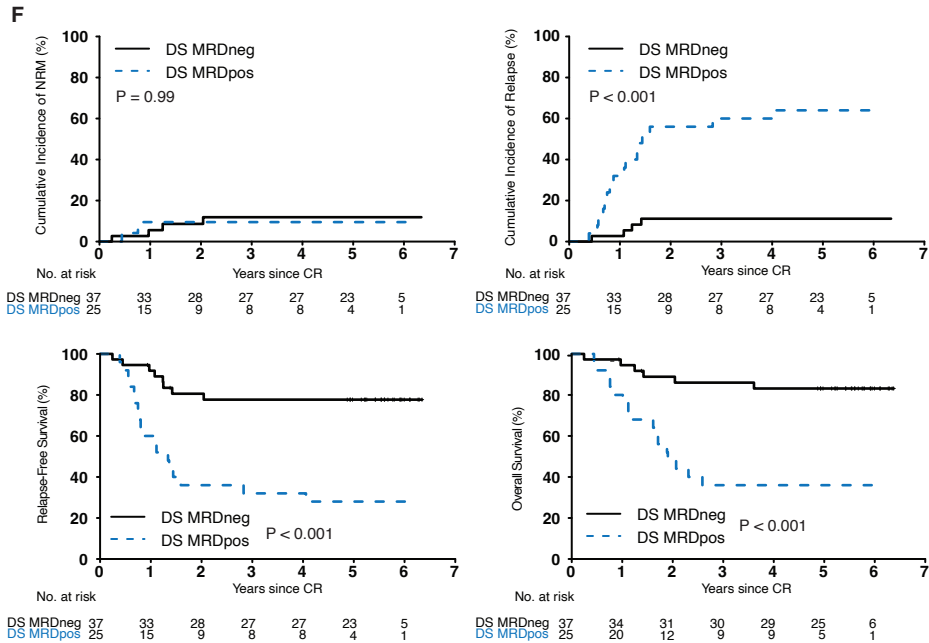 F
Cumulative Incidence of NRM (%)
100
80
60
40
20
0
DS MRDneg
DS MRDpos
P = 0.99
0 1 2 3 4 5 6 7
Years since CR
No. at risk
DS MRDneg 37 33 28 27 27 23 5
DS MRDpos 25 15 9 8 8 4 1
Cumulative Incidence of Relapse (%)
100
80
60
40
20
0
DS MRDneg
DS MRDpos
P < 0.001
0 1 2 3 4 5 6 7
Years since CR
No. at risk
DS MRDneg 37 33 28 27 27 23 5
DS MRDpos 25 15 9 8 8 4 1
Relapse-Free Survival (%)
100
80
60
40
20
0
DS MRDneg
DS MRDpos
P < 0.001
0 1 2 3 4 5 6 7
Years since CR
No. at risk
DS MRDneg 37 33 28 27 27 23 5
DS MRDpos 25 15 9 8 8 4 1
Overall Survival (%)
100
80
60
40
20
0
DS MRDneg
DS MRDpos
P < 0.001
0 1 2 3 4 5 6 7
Years since CR
No. at risk
DS MRDneg 37 34 31 30 29 25 6
DS MRDpos 25 20 12 9 9 5 1